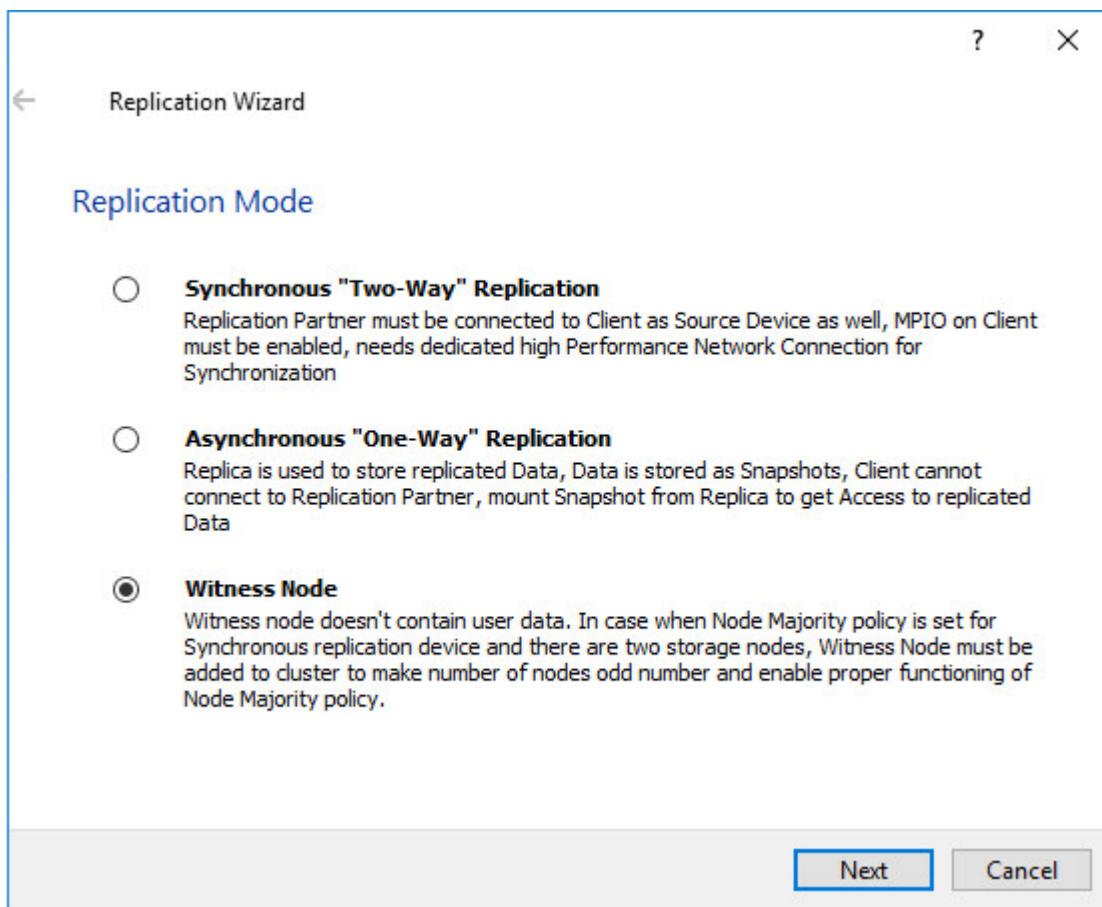 ?
Replication Wizard
Replication Mode
Synchronous "Two-Way" Replication
Replication Partner must be connected to Client as Source Device as well, MPIO on Client
must be enabled, needs dedicated high Performance Network Connection for
Synchronization
Asynchronous "One-Way" Replication
Replica is used to store replicated Data, Data is stored as Snapshots, Client cannot
connect to Replication Partner, mount Snapshot from Replica to get Access to replicated
Data
Witness Node
Witness node doesn't contain user data. In case when Node Majority policy is set for
Synchronous replication device and there are two storage nodes, Witness Node must be
added to cluster to make number of nodes odd number and enable proper functioning of
Node Majority policy.
Next Cancel